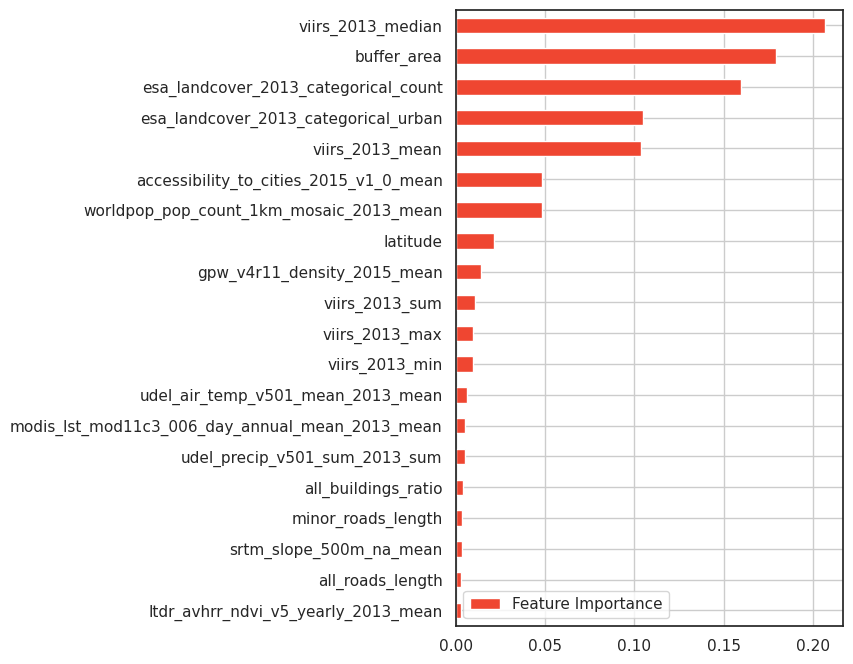 viirs_2013_median
buffer_area
esa_landcover_2013_categorical_count
esa_landcover_2013_categorical_urban
viirs_2013_mean
accessibility_to_cities_2015_v1_0_mean
worldpop_pop_count_1km_mosaic_2013_mean
latitude
gpw_v4r11_density_2015_mean
viirs_2013_sum
viirs_2013_max
viirs_2013_min
udel_air_temp_v501_mean_2013_mean
modis_lst_mod11c3_006_day_annual_mean_2013_mean
udel_precip_v501_sum_2013_sum
all_buildings_ratio
minor_roads_length
srtm_slope_500m_na_mean
all_roads_length
ltdr_avhrr_ndvi_v5_yearly_2013_mean
Feature Importance
0.00 0.05 0.10 0.15 0.20